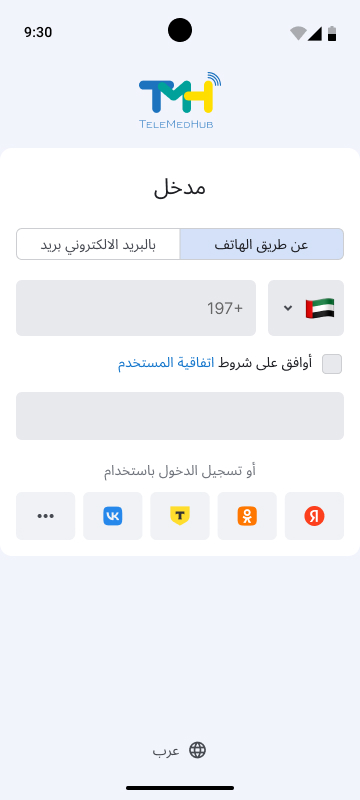 9:30
TMH
TELEMEDHUB
مدخل
عن طريق الهاتف
بالبريد الالكتروني بريد
197+
أوافق على شروط اتفاقية المستخدم
أو تسجيل الدخول باستخدام
Я
T
VK
عرب